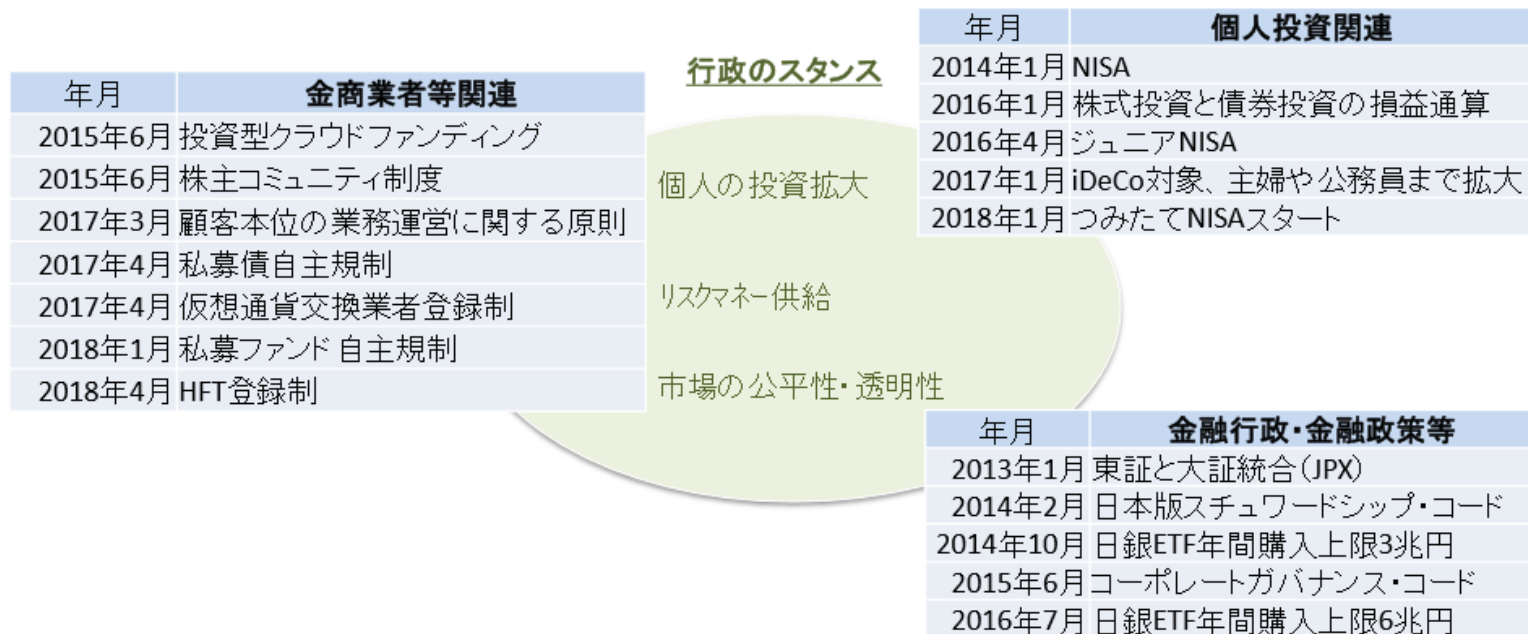 行政のスタンス
年月 金商業者等関連
2015年6月 投資型クラウドファンディング
2015年6月 株主コミュニティ制度
2017年3月 顧客本位の業務運営に関する原則
2017年4月 私募債自主規制
2017年4月 仮想通貨交換業者登録制
2018年1月 私募ファンド 自主規制
2018年4月 HFT登録制
個人の投資拡大
リスクマネー供給
市場の公平性・透明性
年月 個人投資関連
2014年1月 NISA
2016年1月 株式投資と債券投資の損益通算
2016年4月 ジュニアNISA
2017年1月 iDeCo対象、主婦や公務員まで拡大
2018年1月 つみたてNISAスタート
年月 金融行政・金融政策等
2013年1月 東証と大証統合(JPX)
2014年2月 日本版スチュワードシップ・コード
2014年10月 日銀ETF年間購入上限3兆円
2015年6月 コーポレートガバナンス・コード
2016年7月 日銀ETF年間購入上限6兆円